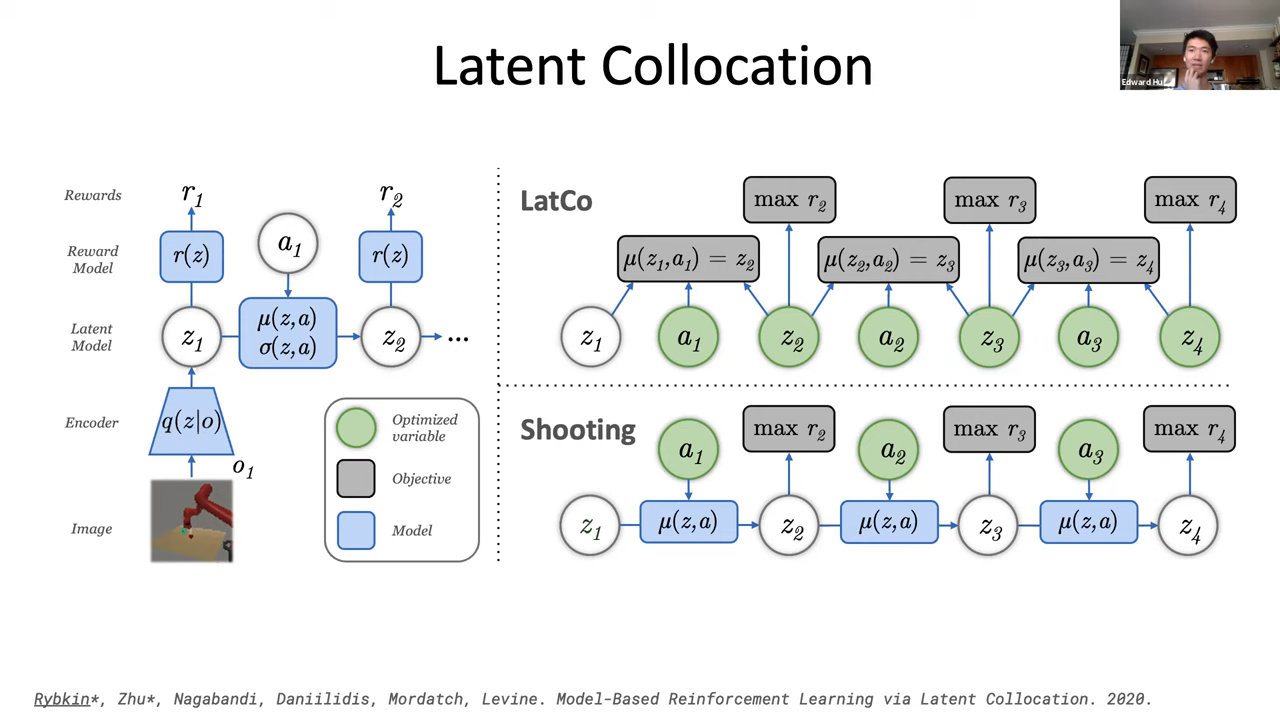 Latent Collocation
Edward Hu
Rewards
r₁
r₂
Reward
Model
r(z)
a₁
r(z)
Latent
Model
z₁
μ(z,a)
σ(z,a)
z₂
...
Encoder
q(z|o)
o₁
Image
Optimized
variable
Objective
Model
LatCo
max r₂
max r₃
max r₄
μ(z₁,a₁) = z₂
μ(z₂,a₂) = z₃
μ(z₃,a₃) = z₄
z₁
a₁
z₂
a₂
z₃
a₃
z₄
Shooting
a₁
max r₂
a₂
max r₃
a₃
max r₄
z₁
μ(z,a)
z₂
μ(z,a)
z₃
μ(z,a)
z₄
Rybkin*, Zhu*, Nagabandi, Daniilidis, Mordatch, Levine. Model-Based Reinforcement Learning via Latent Collocation. 2020.